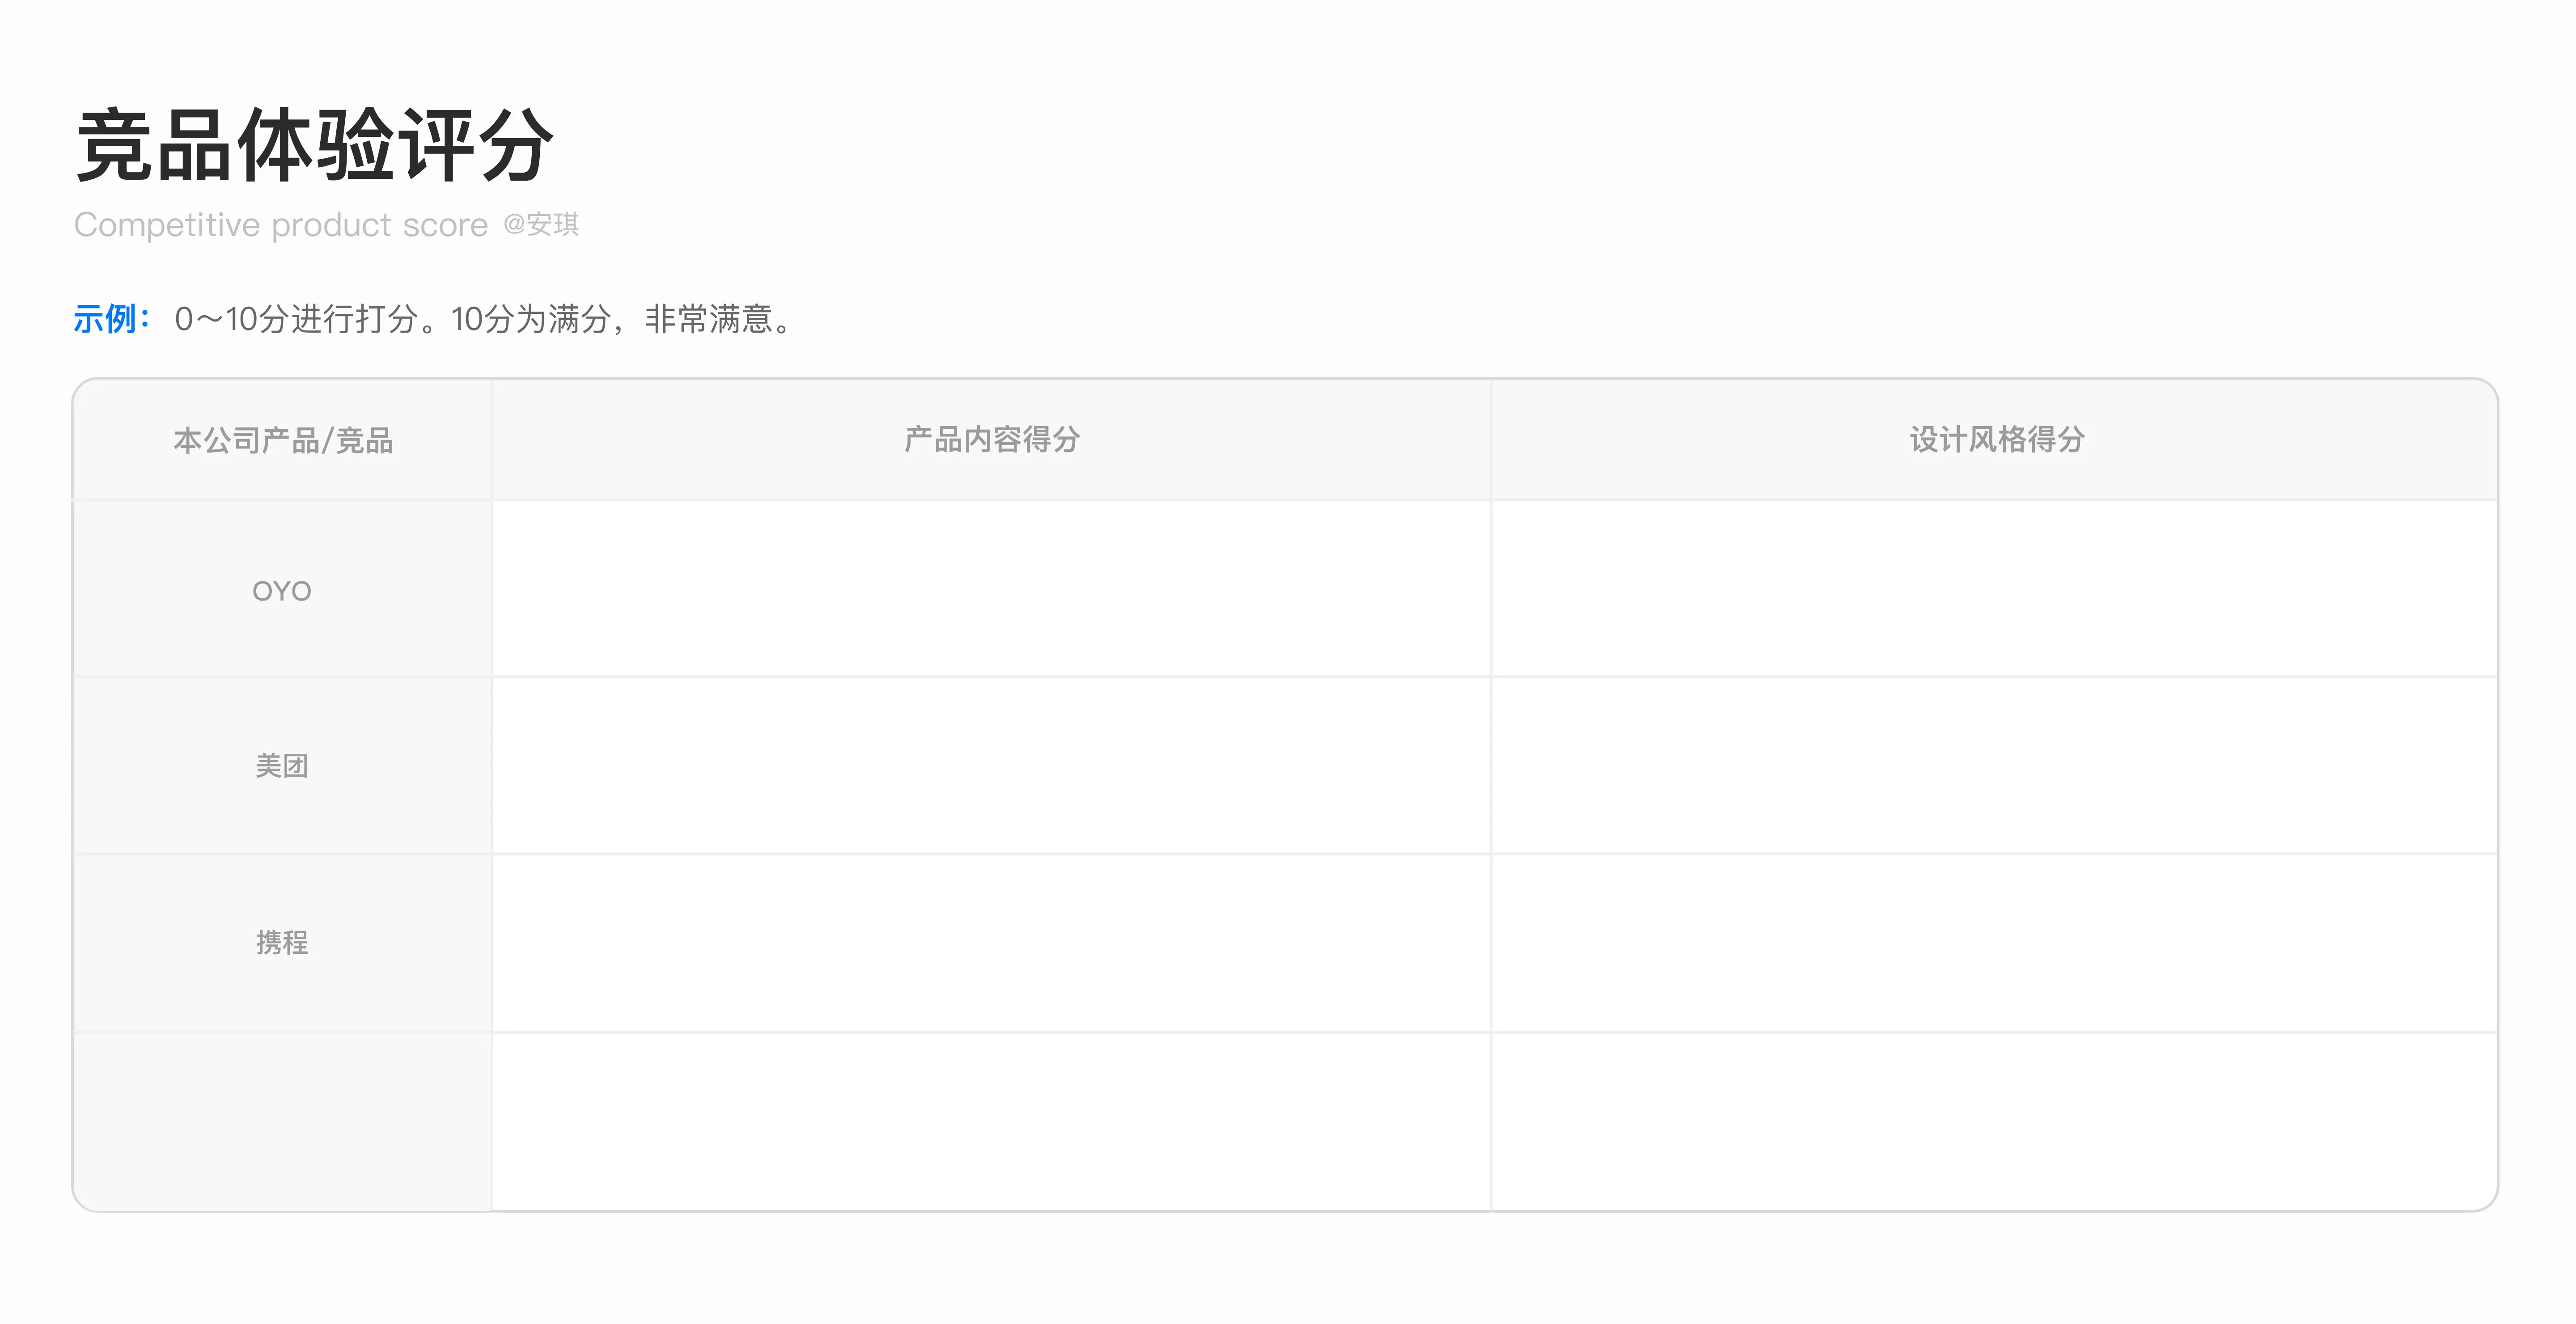 竞品体验评分
Competitive product score @安琪
示例： 0～10分进行打分。10分为满分，非常满意。
本公司产品/竞品 产品内容得分 设计风格得分
OYO
美团
携程